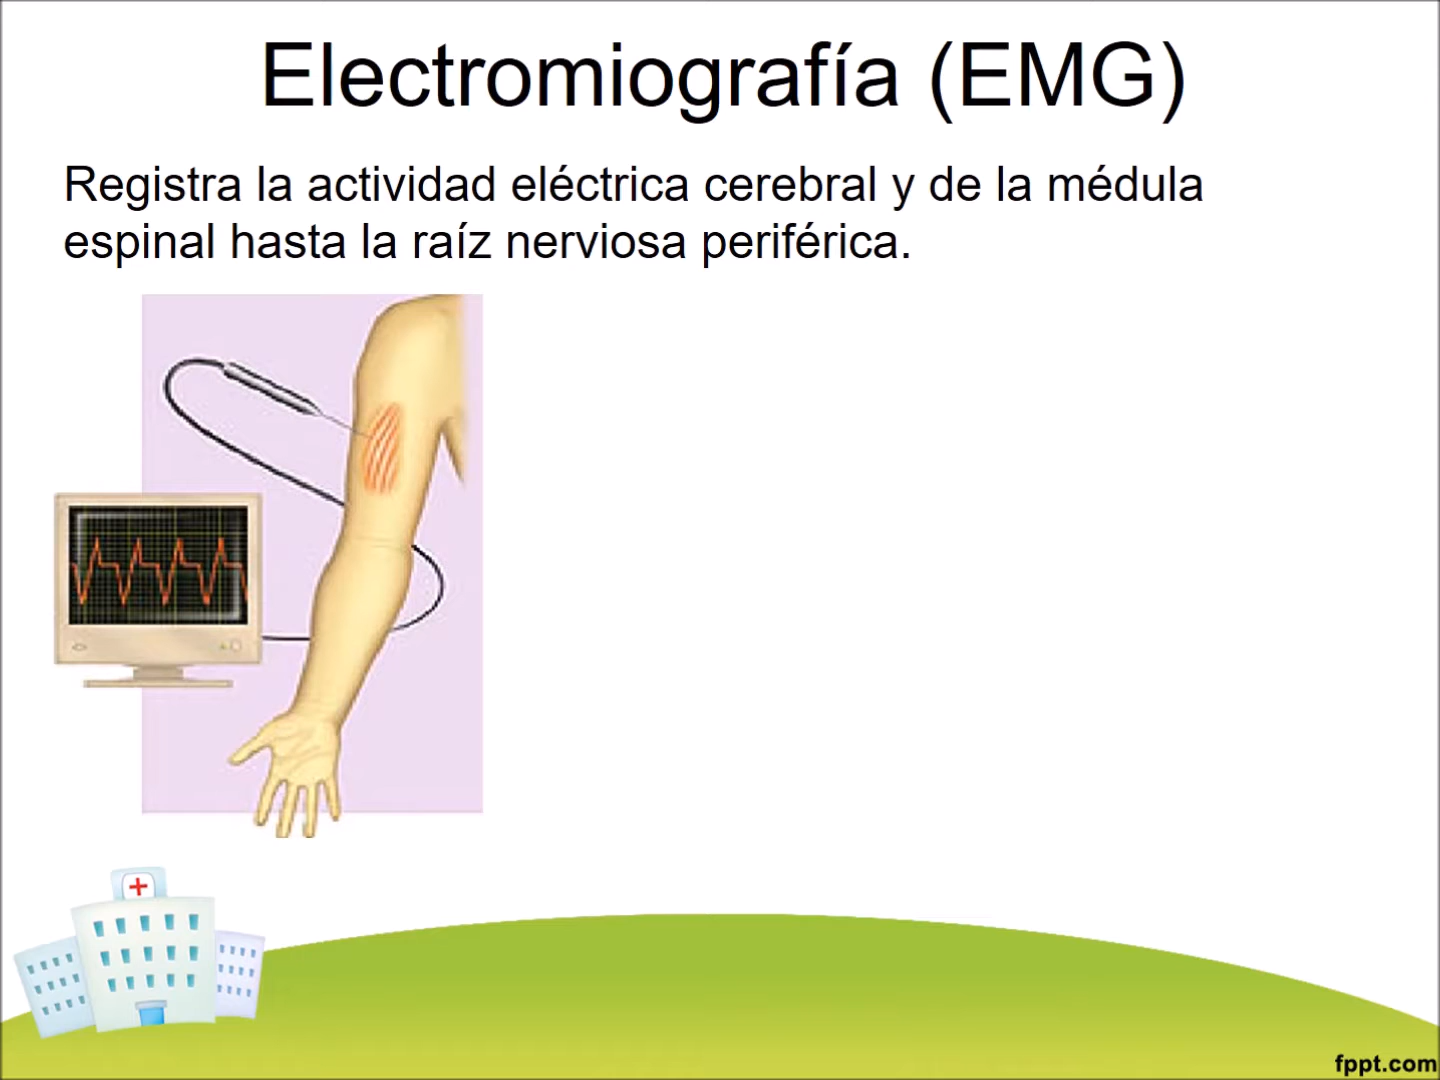 Electromiografía (EMG)
Registra la actividad eléctrica cerebral y de la médula
espinal hasta la raíz nerviosa periférica.
fppt.com